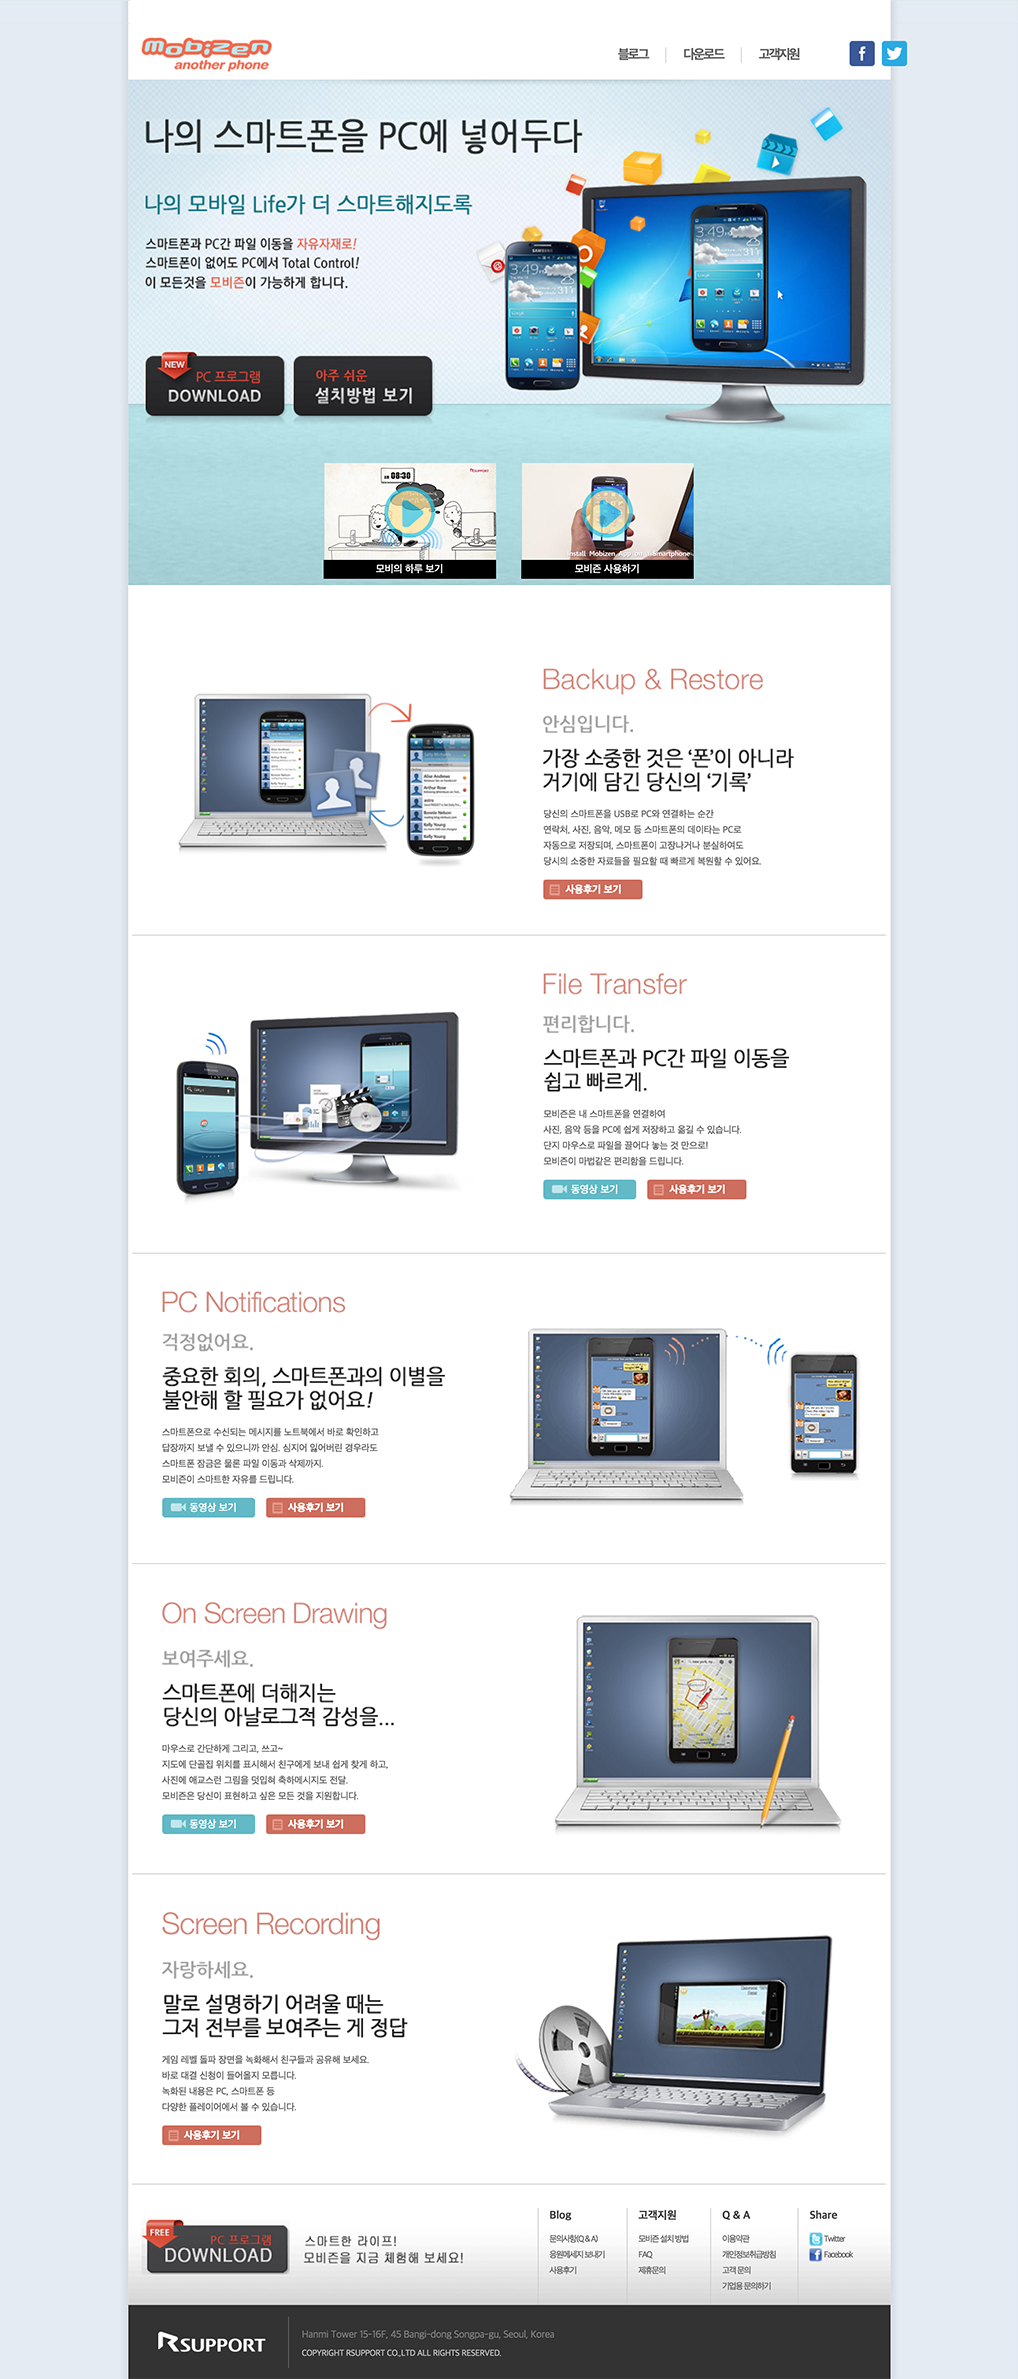 mobizen
another phone
블로그
다운로드
고객지원
나의 스마트폰을 PC에 넣어두다
나의 모바일 Life가 더 스마트해지도록
스마트폰과 PC간 파일 이동을 자유자재로!
스마트폰이 없어도 PC에서 Total Control!
이 모든것을 모비즌이 가능하게 합니다.
NEW
PC 프로그램
DOWNLOAD
아주 쉬운
설치방법 보기
08:30
RSUPPORT
모비의 하루 보기
Install Mobizen App on a Smartphone
모비즌 사용하기
Backup & Restore
안심입니다.
가장 소중한 것은 ‘폰’이 아니라
거기에 담긴 당신의 ‘기록’
당신의 스마트폰을 USB로 PC와 연결하는 순간
연락처, 사진, 음악, 메모 등 스마트폰의 데이타는 PC로
자동으로 저장되며, 스마트폰이 고장나거나 분실하여도
당시의 소중한 자료들을 필요할 때 빠르게 복원할 수 있어요.
사용후기 보기
File Transfer
편리합니다.
스마트폰과 PC간 파일 이동을
쉽고 빠르게.
모비즌은 내 스마트폰을 연결하여
사진, 음악 등을 PC에 쉽게 저장하고 옮길 수 있습니다.
단지 마우스로 파일을 끌어다 놓는 것 만으로!
모비즌이 마법같은 편리함을 드립니다.
동영상 보기
사용후기 보기
PC Notifications
걱정없어요.
중요한 회의, 스마트폰과의 이별을
불안해 할 필요가 없어요!
스마트폰으로 수신되는 메시지를 노트북에서 바로 확인하고
답장까지 보낼 수 있으니까 안심. 심지어 잃어버린 경우라도
스마트폰 잠금은 물론 파일 이동과 삭제까지.
모비즌이 스마트한 자유를 드립니다.
동영상 보기
사용후기 보기
On Screen Drawing
보여주세요.
스마트폰에 더해지는
당신의 아날로그적 감성을...
마우스로 간단하게 그리고, 쓰고~
지도에 단골집 위치를 표시해서 친구에게 보내 쉽게 찾게 하고,
사진에 애교스런 그림을 덧입혀 축하메시지도 전달.
모비즌은 당신이 표현하고 싶은 모든 것을 지원합니다.
동영상 보기
사용후기 보기
Screen Recording
자랑하세요.
말로 설명하기 어려울 때는
그저 전부를 보여주는 게 정답
게임 레벨 돌파 장면을 녹화해서 친구들과 공유해 보세요.
바로 대결 신청이 들어올지 모릅니다.
녹화된 내용은 PC, 스마트폰 등
다양한 플레이어에서 볼 수 있습니다.
사용후기 보기
FREE
PC 프로그램
DOWNLOAD
스마트한 라이프!
모비즌을 지금 체험해 보세요!
Blog
문의사항(Q & A)
응원메세지 보내기
사용후기
고객지원
모비즌 설치 방법
FAQ
제휴문의
Q & A
이용약관
개인정보취급방침
고객 문의
기업용 문의하기
Share
Twitter
Facebook
RSUPPORT
Hanmi Tower 15-16F, 45 Bangi-dong Songpa-gu, Seoul, Korea
COPYRIGHT RSUPPORT CO.,LTD ALL RIGHTS RESERVED.